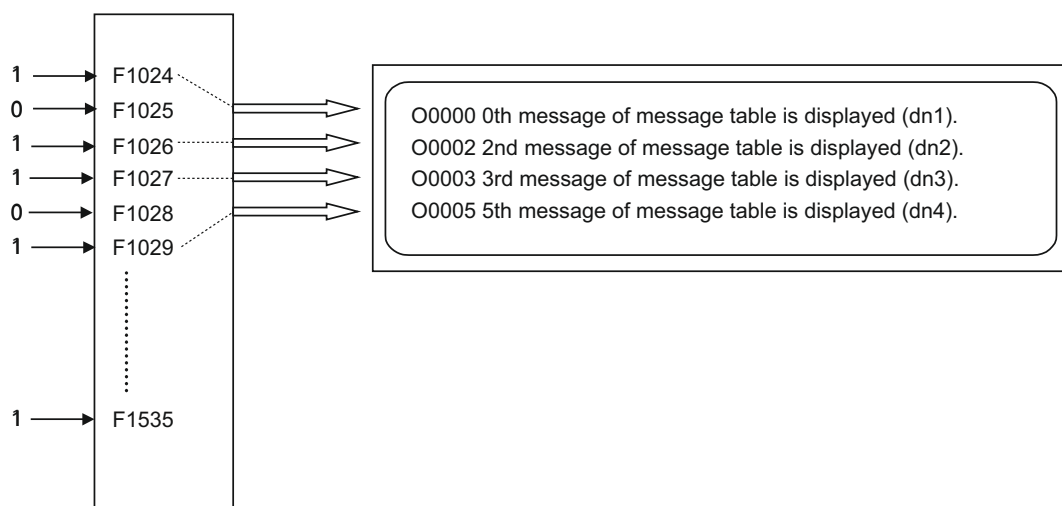 1 F1024
0 F1025
1 F1026
1 F1027
0 F1028
1 F1029
1 F1535
O0000 0th message of message table is displayed (dn1).
O0002 2nd message of message table is displayed (dn2).
O0003 3rd message of message table is displayed (dn3).
O0005 5th message of message table is displayed (dn4).